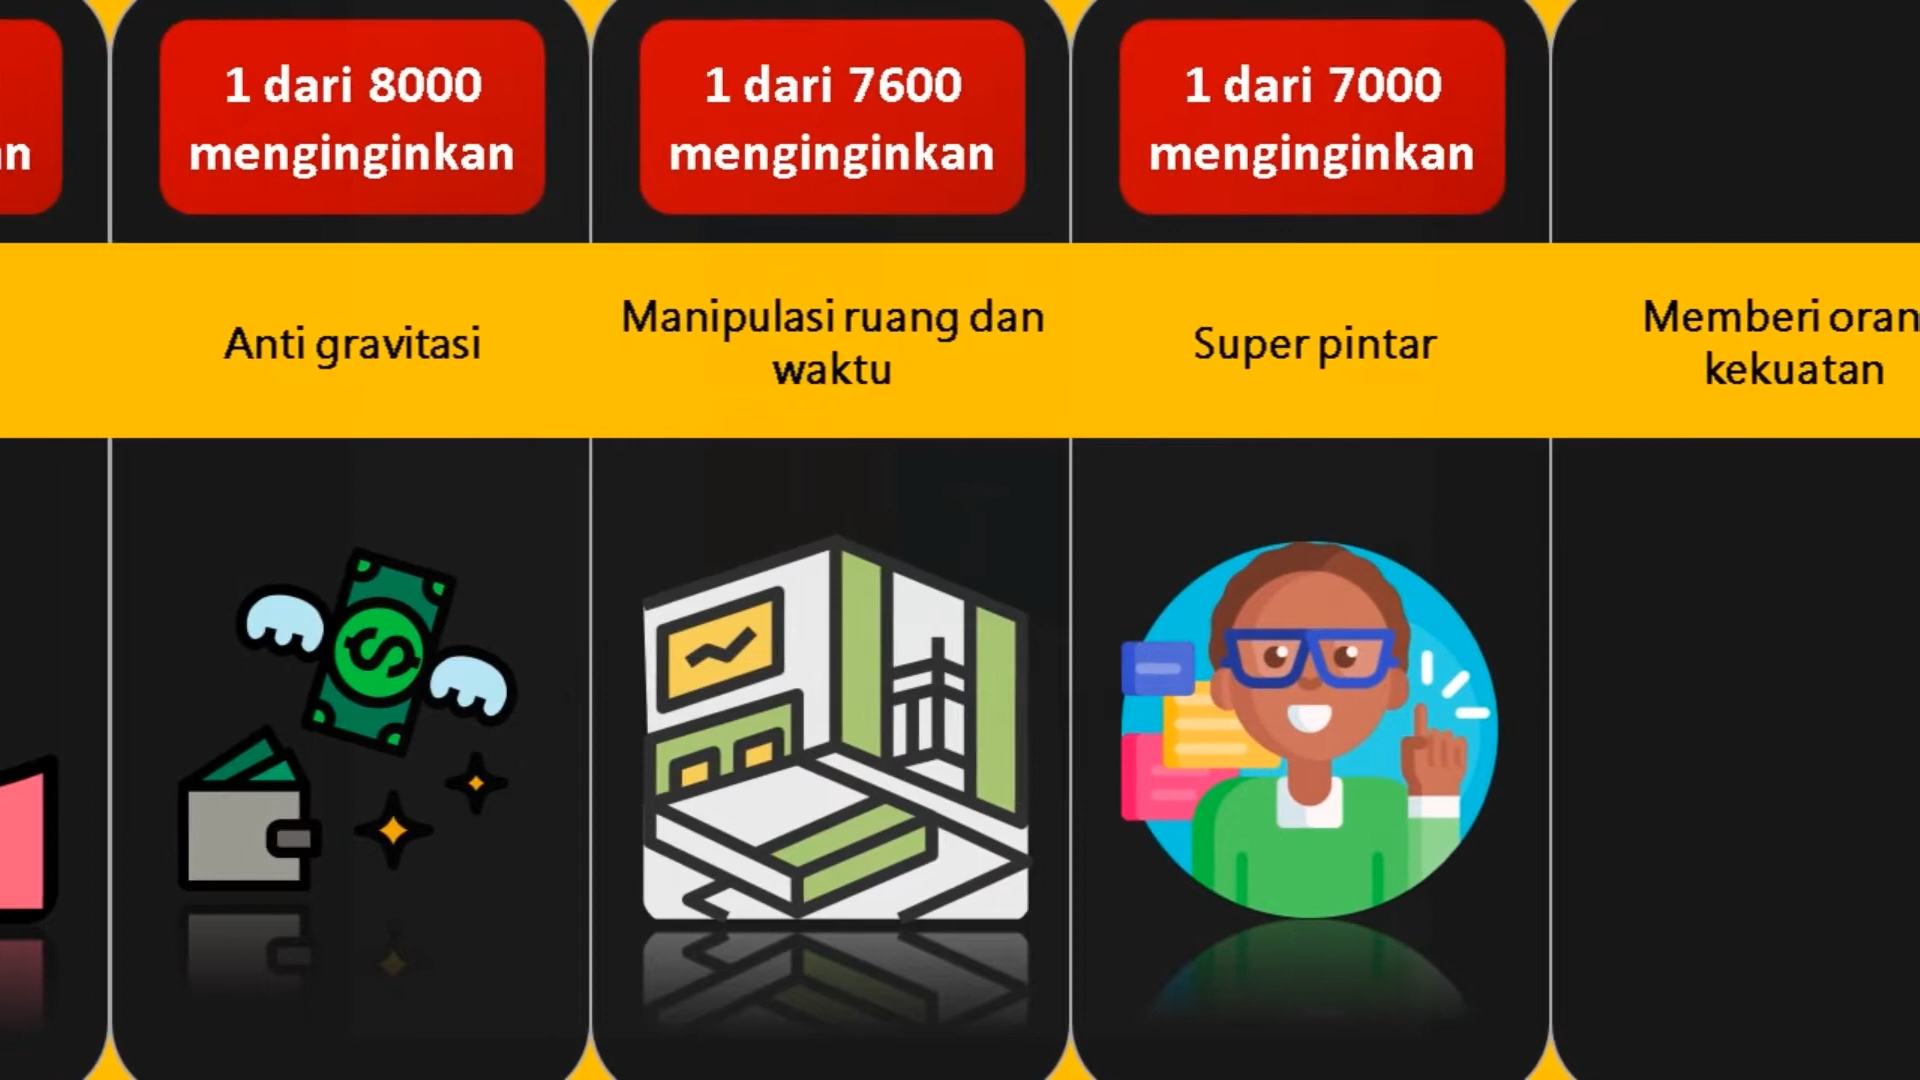 1 dari 8000
menginginkan
1 dari 7600
menginginkan
1 dari 7000
menginginkan
Anti gravitasi
Manipulasi ruang dan
waktu
Super pintar
Memberi
kekuatan